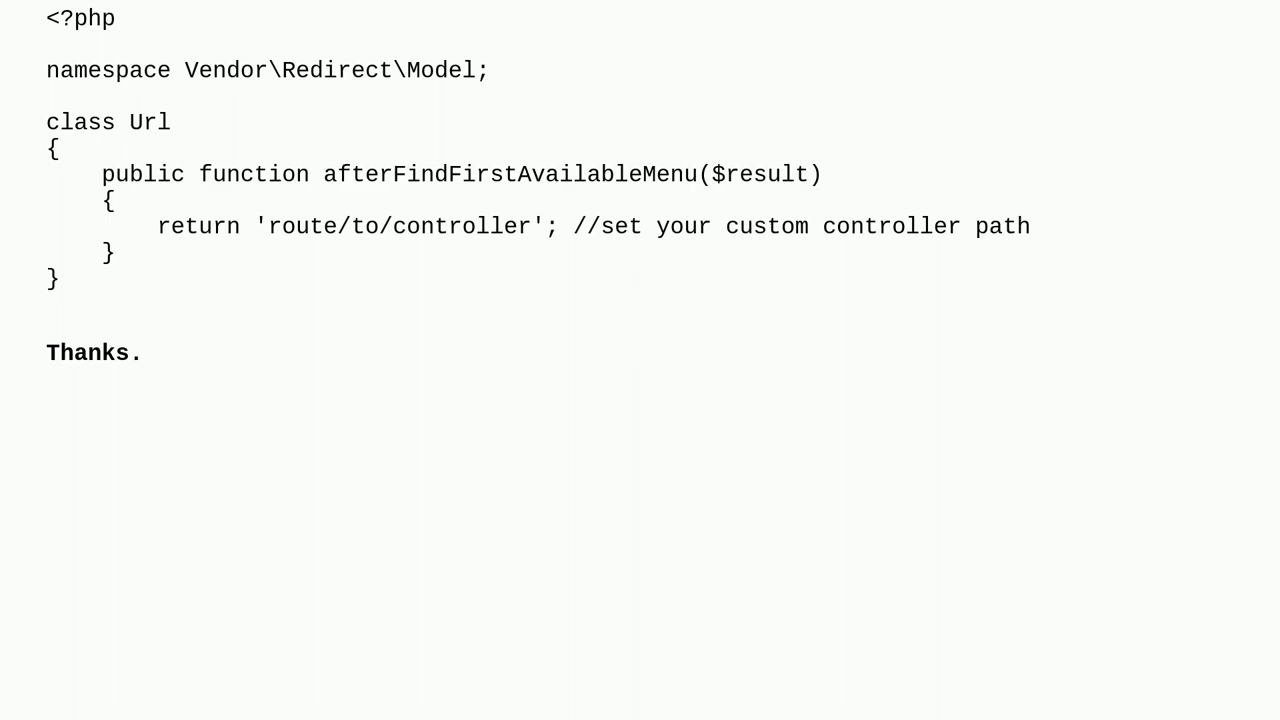 <?php
namespace Vendor\Redirect\Model;
class Url
{
    public function afterFindFirstAvailableMenu($result)
    {
        return 'route/to/controller'; //set your custom controller path
    }
}
Thanks.